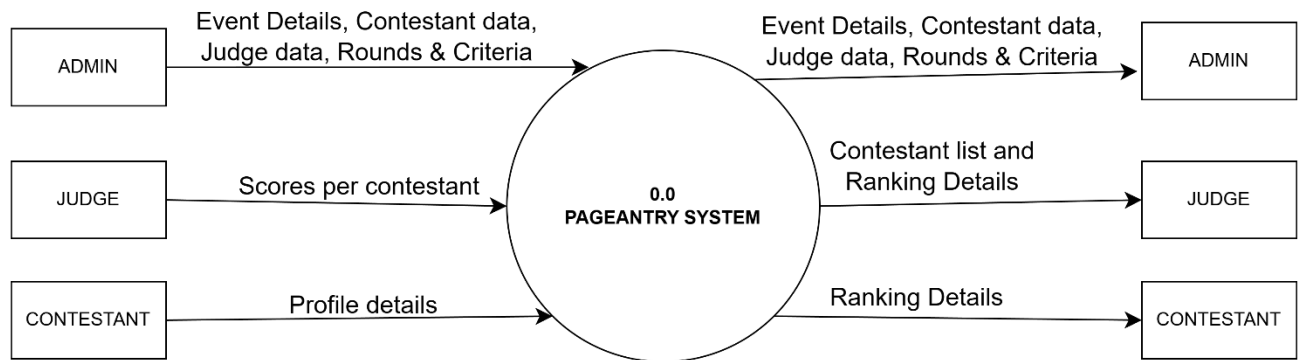 ADMIN
Event Details, Contestant data,
Judge data, Rounds & Criteria
Event Details, Contestant data,
Judge data, Rounds & Criteria
ADMIN
JUDGE
Scores per contestant
0.0
PAGEANTRY SYSTEM
Contestant list and
Ranking Details
JUDGE
CONTESTANT
Profile details
Ranking Details
CONTESTANT